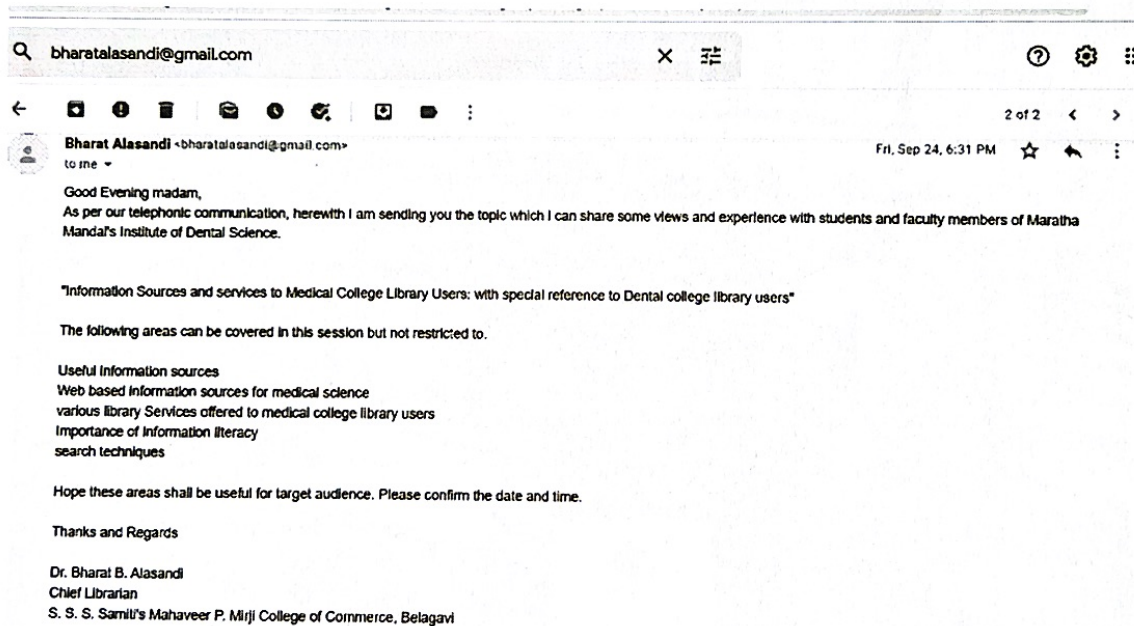 bharatalasandi@gmail.com
2 of 2
Bharat Alasandi <bharatalasandi@gmail.com>
Fri, Sep 24, 6:31 PM
to me
Good Evening madam,
As per our telephonic communication, herewith I am sending you the topic which I can share some views and experience with students and faculty members of Maratha
Mandal's Institute of Dental Science.
"Information Sources and services to Medical College Library Users: with special reference to Dental college library users"
The following areas can be covered in this session but not restricted to.
Useful Information sources
Web based information sources for medical science
various library Services offered to medical college library users
Importance of Information literacy
search techniques
Hope these areas shall be useful for target audience. Please confirm the date and time.
Thanks and Regards
Dr. Bharat B. Alasandi
Chief Librarian
S. S. S. Samiti's Mahaveer P. Mirji College of Commerce, Belagavi